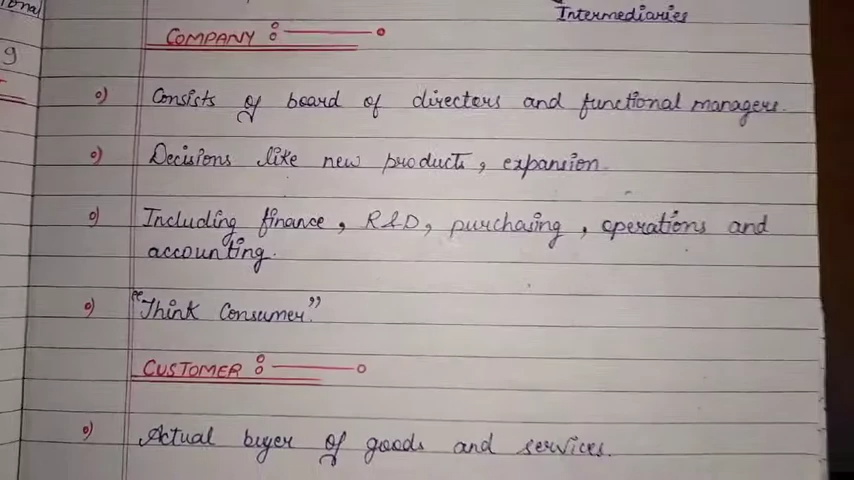 Intermediaries
COMPANY :
o) Consists of board of directors and functional managers.
o) Decisions like new products, expansion.
o) Including finance, R&D, purchasing, operations and
accounting.
o) "Think Consumer".
CUSTOMER :
o) Actual buyer of goods and services.